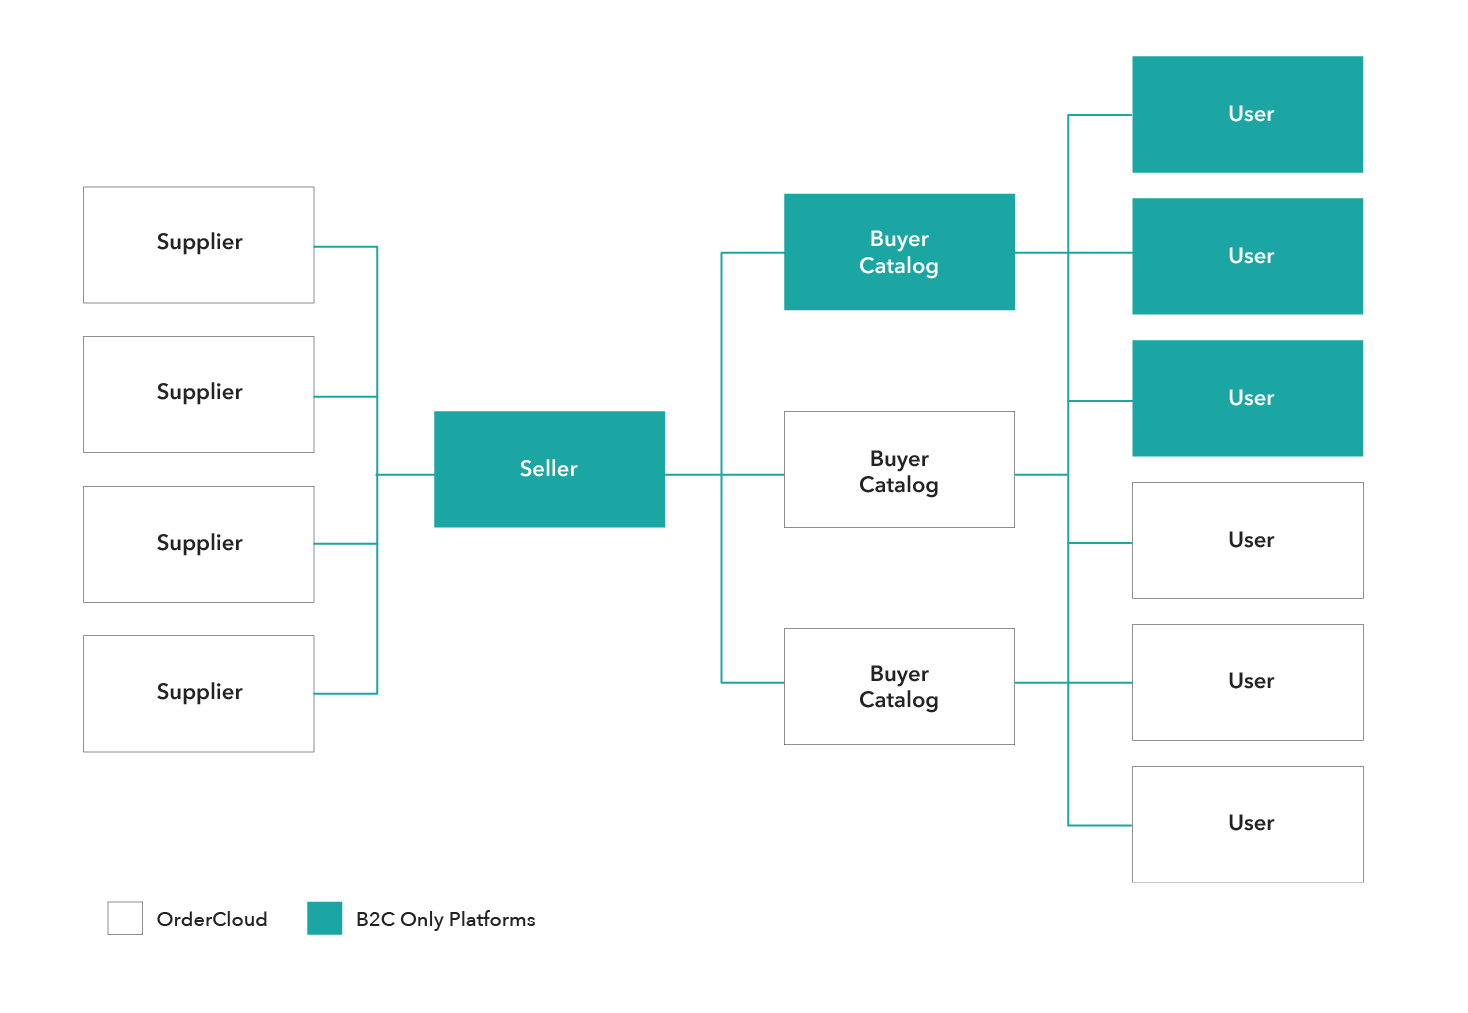 Supplier
Supplier
Supplier
Supplier
Seller
Buyer
Catalog
Buyer
Catalog
Buyer
Catalog
User
User
User
User
User
User
OrderCloud
B2C Only Platforms